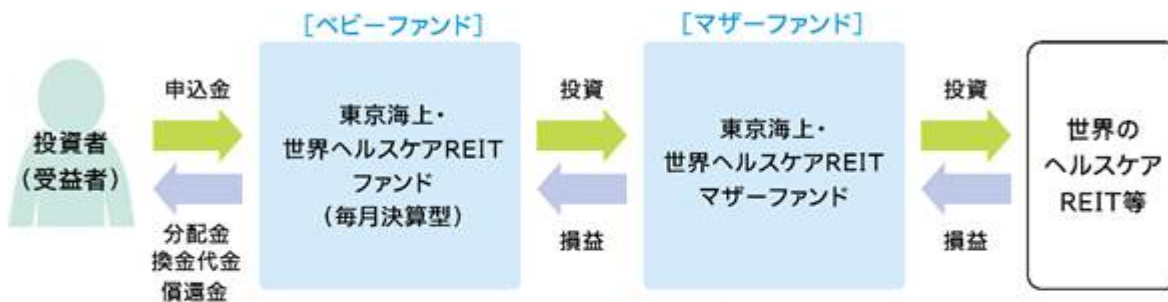 [ベビーファンド]
[マザーファンド]
申込金
投資者
(受益者)
分配金
換金代金
償還金
東京海上・
世界ヘルスケアREIT
ファンド
(毎月決算型)
投資
損益
東京海上・
世界ヘルスケアREIT
マザーファンド
投資
損益
世界の
ヘルスケア
REIT等